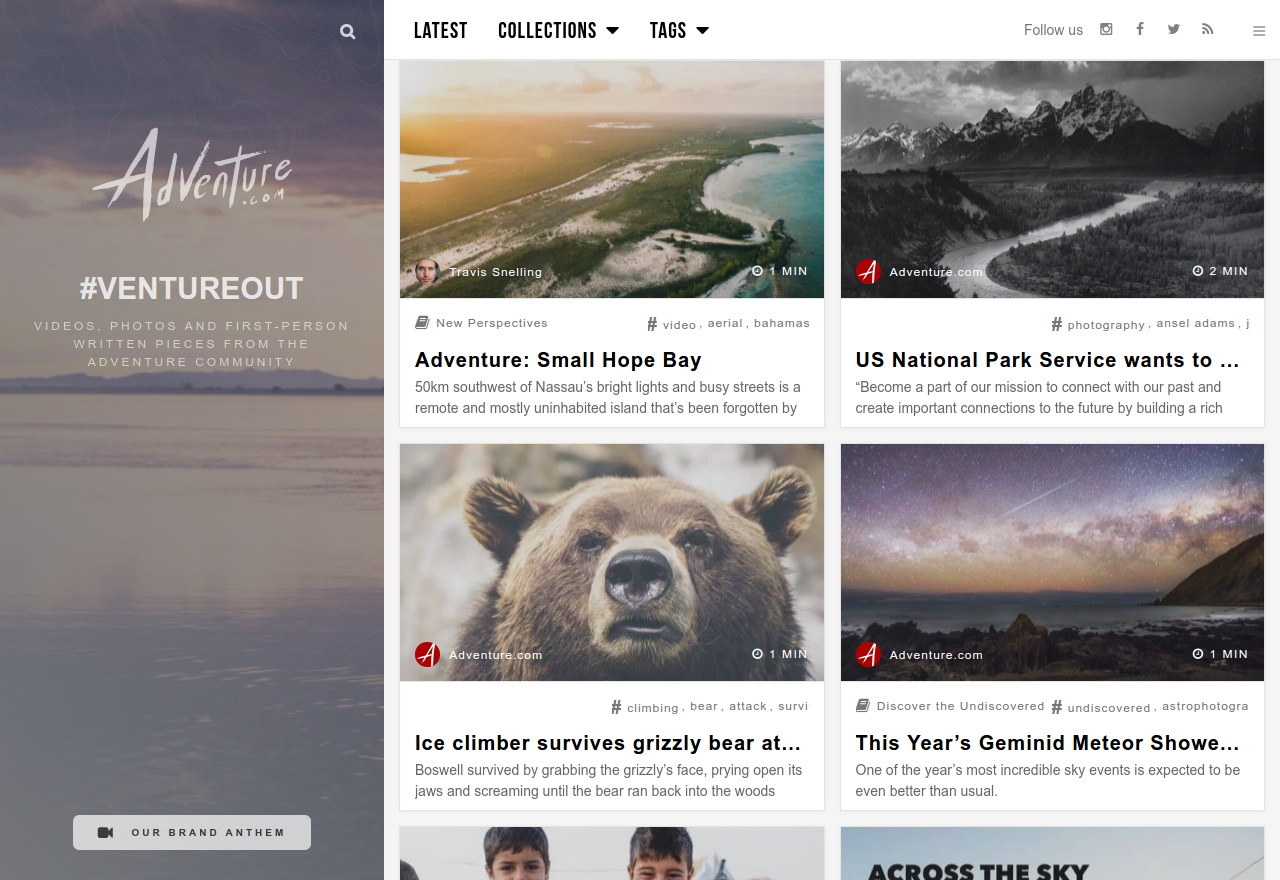 Adventure
.com
#VENTUREOUT
VIDEOS, PHOTOS AND FIRST-PERSON
WRITTEN PIECES FROM THE
ADVENTURE COMMUNITY
OUR BRAND ANTHEM
LATEST COLLECTIONS TAGS
Follow us
Travis Snelling
1 MIN
New Perspectives
# video, aerial, bahamas
Adventure: Small Hope Bay
50km southwest of Nassau’s bright lights and busy streets is a
remote and mostly uninhabited island that’s been forgotten by
Adventure.com
2 MIN
# photography, ansel adams, j
US National Park Service wants to ...
“Become a part of our mission to connect with our past and
create important connections to the future by building a rich
Adventure.com
1 MIN
# climbing, bear, attack, survi
Ice climber survives grizzly bear at...
Boswell survived by grabbing the grizzly’s face, prying open its
jaws and screaming until the bear ran back into the woods
Adventure.com
1 MIN
Discover the Undiscovered
# undiscovered, astrophotogra
This Year’s Geminid Meteor Showe...
One of the year’s most incredible sky events is expected to be
even better than usual.
ACROSS THE SKY